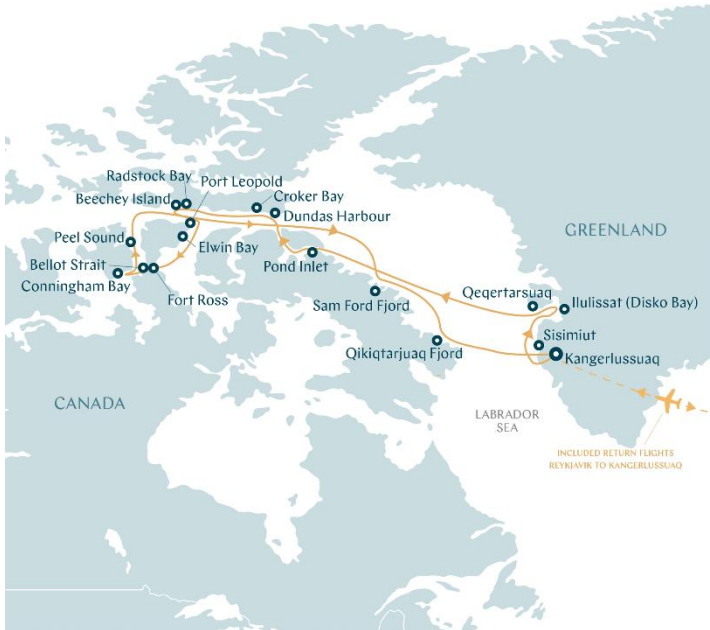 Radstock Bay
Port Leopold
Beechey Island
Croker Bay
Dundas Harbour
Peel Sound
Elwin Bay
GREENLAND
Bellot Strait
Pond Inlet
Conningham Bay
Fort Ross
Sam Ford Fjord
Qeqertarsuaq
Ilulissat (Disko Bay)
Sisimiut
Qikiqtarjuaq Fjord
Kangerlussuaq
CANADA
LABRADOR
SEA
INCLUDED RETURN FLIGHTS
REYKJAVIK TO KANGERLUSSUAQ